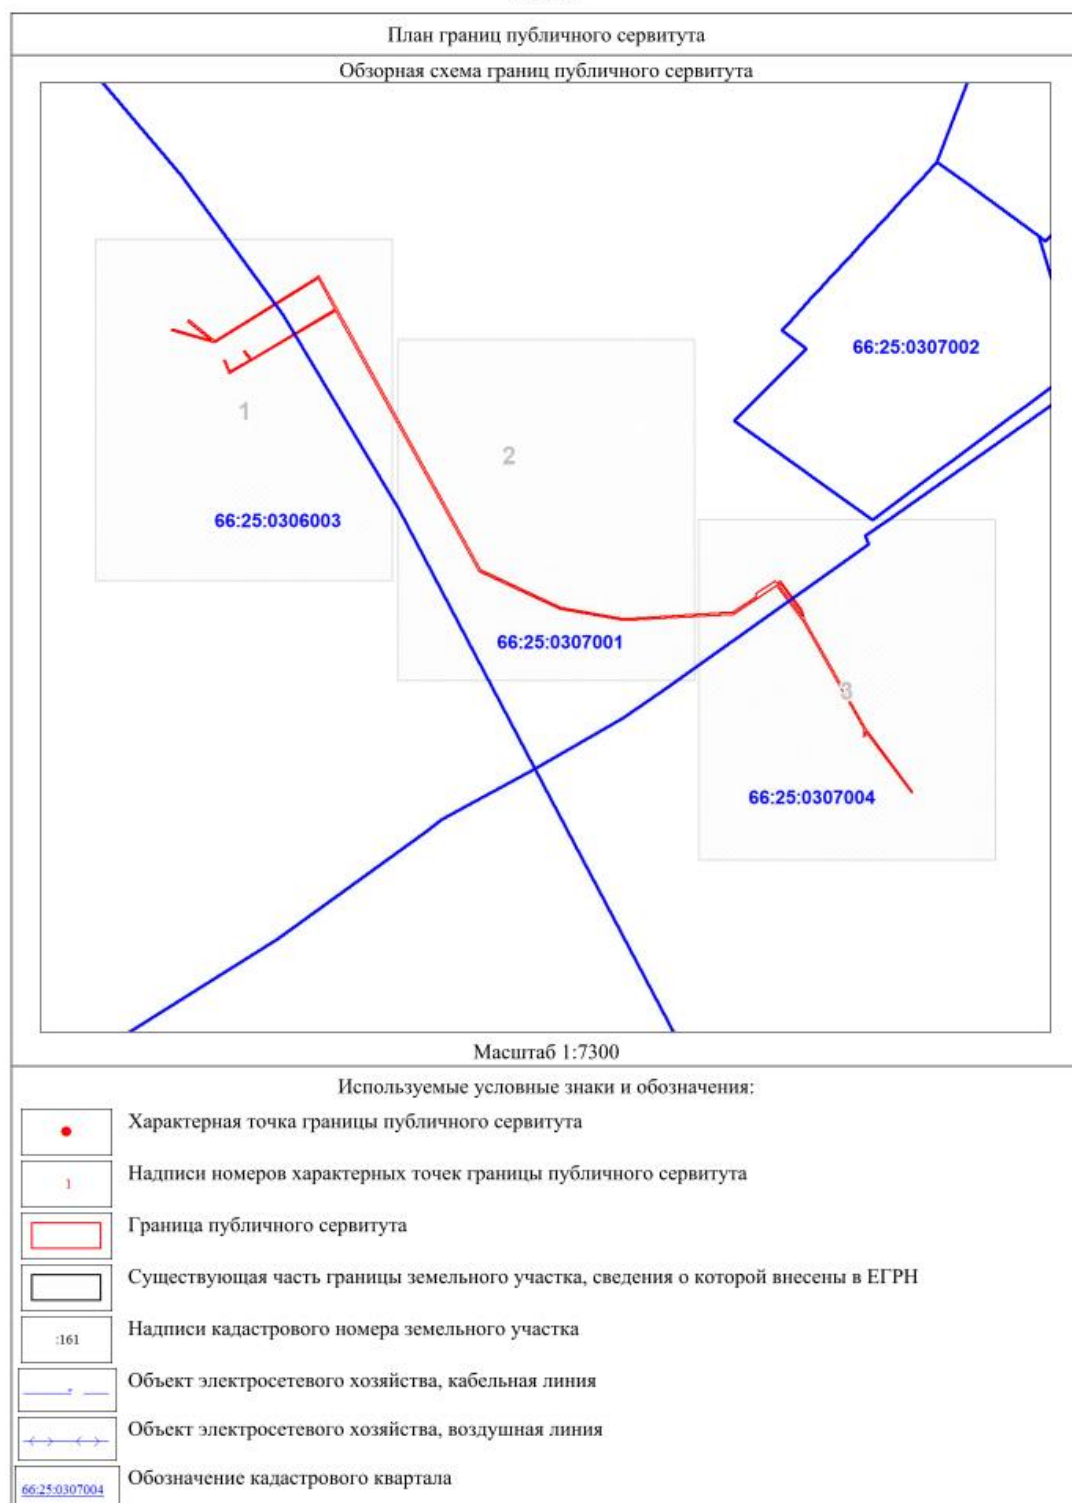 План границ публичного сервитута
Обзорная схема границ публичного сервитута
66:25:0307002
1
2
66:25:0306003
66:25:0307001
3
66:25:0307004
Масштаб 1:7300
Используемые условные знаки и обозначения:
Характерная точка границы публичного сервитута
1 Надписи номеров характерных точек границы публичного сервитута
Граница публичного сервитута
Существующая часть границы земельного участка, сведения о которой внесены в ЕГРН
:161 Надписи кадастрового номера земельного участка
Объект электросетевого хозяйства, кабельная линия
Объект электросетевого хозяйства, воздушная линия
66:25:0307004 Обозначение кадастрового квартала